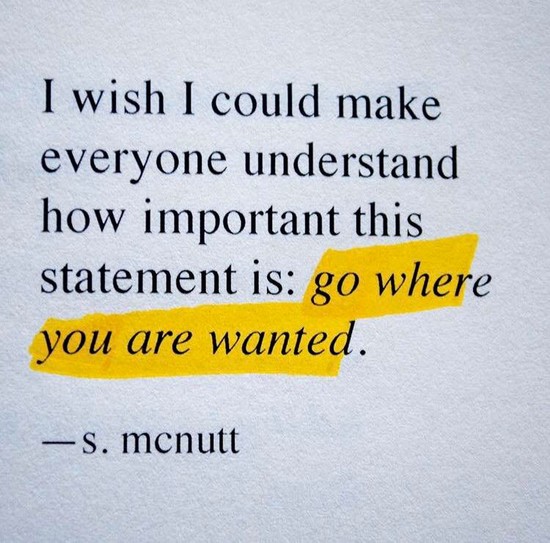 I wish I could make
everyone understand
how important this
statement is: go where
you are wanted.
—s. mcnutt